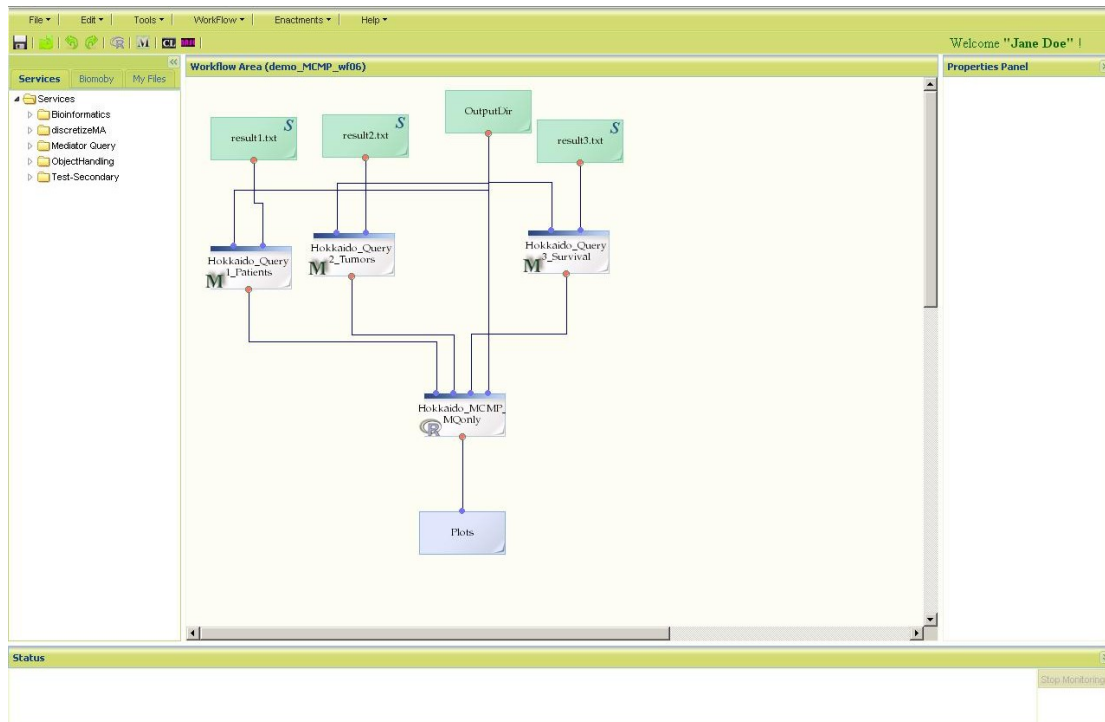 File Edit Tools WorkFlow Enactments Help
R M CL
Welcome "Jane Doe" !
Services Biomoby My Files
Services
Bioinformatics
discretizeMA
Mediator Query
ObjectHandling
Test-Secondary
Workflow Area (demo_MCMP_wf06)
Properties Panel
OutputDir
result1.txt S
result2.txt S
result3.txt S
Hokkaido_Query
1_Patients
M
Hokkaido_Query
2_Tumors
M
Hokkaido_Query
3_Survival
M
Hokkaido_MCMP_
MQonly
R
Plots
Status
Stop Monitoring